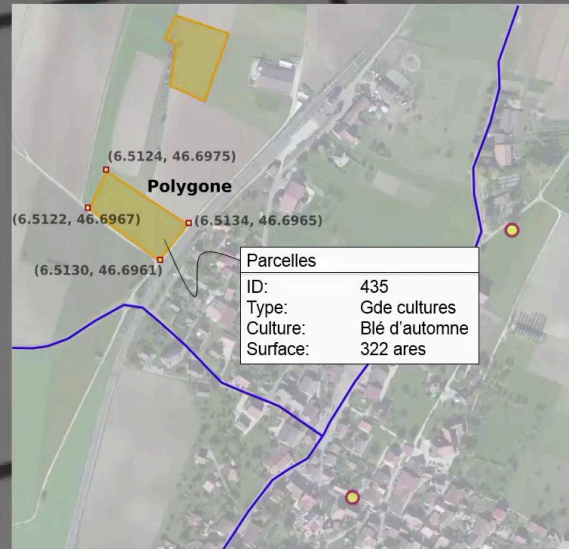 (6.5124, 46.6975)
Polygone
(6.5122, 46.6967)
(6.5134, 46.6965)
(6.5130, 46.6961)
Parcelles
ID: 435
Type: Gde cultures
Culture: Blé d'automne
Surface: 322 ares